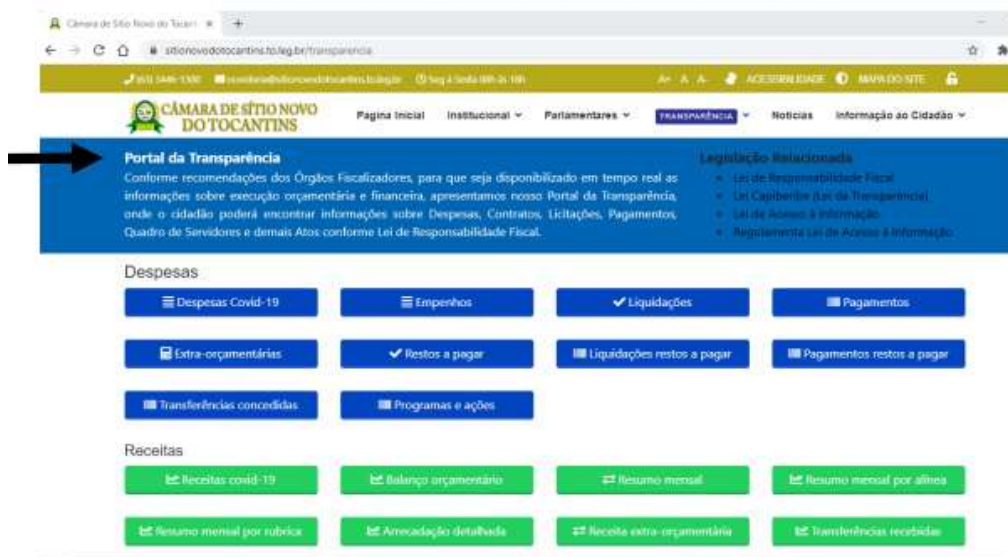 Câmara de Sítio Novo do Tocan
sitionovodotocantins.to.leg.br/transparencia
A+ A A- ACESSIBILIDADE MAPA DO SITE
CÂMARA DE SÍTIO NOVO
DO TOCANTINS
Pagina Inicial Institucional Parlamentares TRANSPARÊNCIA Noticias Informação ao Cidadão
Portal da Transparência
Conforme recomendações dos Órgãos Fiscalizadores, para que seja disponibilizado em tempo real as
informações sobre execução orçamentária e financeira, apresentamos nosso Portal da Transparência,
onde o cidadão poderá encontrar informações sobre Despesas, Contratos, Licitações, Pagamentos,
Quadro de Servidores e demais Atos conforme Lei de Responsabilidade Fiscal.
Legislação Relacionada
Lei de Responsabilidade Fiscal
Lei Capiberibe (Lei da Transparência)
Lei de Acesso à Informação
Regulamenta Lei de Acesso à Informação
Despesas
Despesas Covid-19 Empenhos Liquidações Pagamentos
Extra-orçamentárias Restos a pagar Liquidações restos a pagar Pagamentos restos a pagar
Transferências concedidas Programas e ações
Receitas
Receitas covid-19 Balanço orçamentário Resumo mensal Resumo mensal por alínea
Resumo mensal por rubrica Arrecadação detalhada Receita extra-orçamentária Transferências recebidas